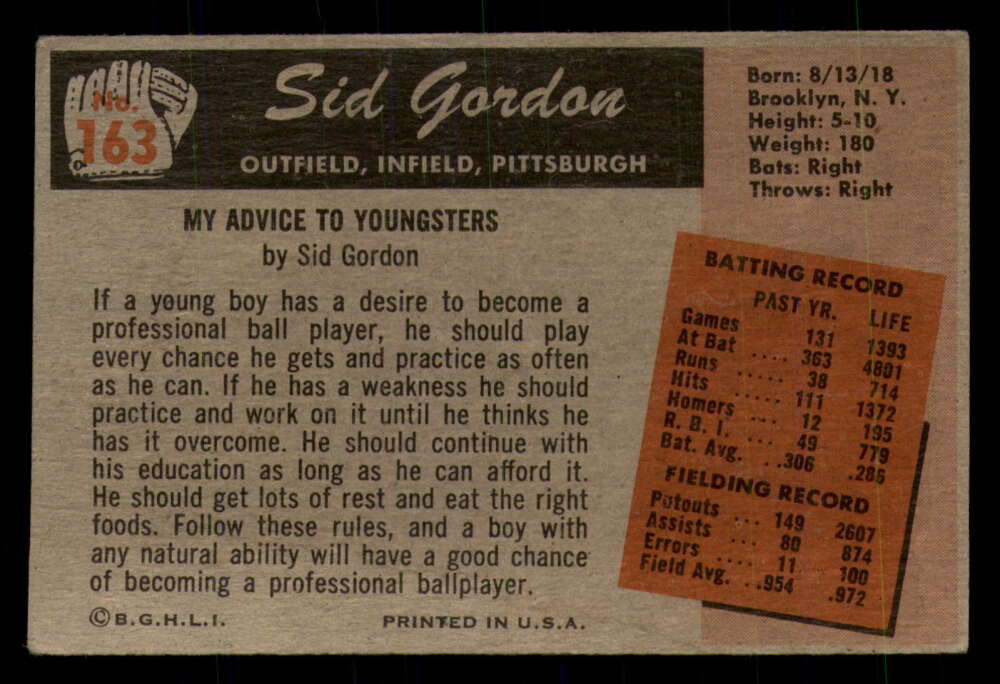 No. 163
Sid Gordon
OUTFIELD, INFIELD, PITTSBURGH
Born: 8/13/18
Brooklyn, N. Y.
Height: 5-10
Weight: 180
Bats: Right
Throws: Right
MY ADVICE TO YOUNGSTERS
by Sid Gordon
If a young boy has a desire to become a
professional ball player, he should play
every chance he gets and practice as often
as he can. If he has a weakness he should
practice and work on it until he thinks he
has it overcome. He should continue with
his education as long as he can afford it.
He should get lots of rest and eat the right
foods. Follow these rules, and a boy with
any natural ability will have a good chance
of becoming a professional ballplayer.
BATTING RECORD
PAST YR. LIFE
Games 131 1393
At Bat .... 363 4801
Runs ..... 38 714
Hits ..... 111 1372
Homers ... 12 195
R. B. I. ... 49 779
Bat. Avg. ..306 .286
FIELDING RECORD
Putouts ... 149 2607
Assists ... 80 874
Errors .... 11 100
Field Avg. ..954 .972
©B.G.H.L.I. PRINTED IN U.S.A.